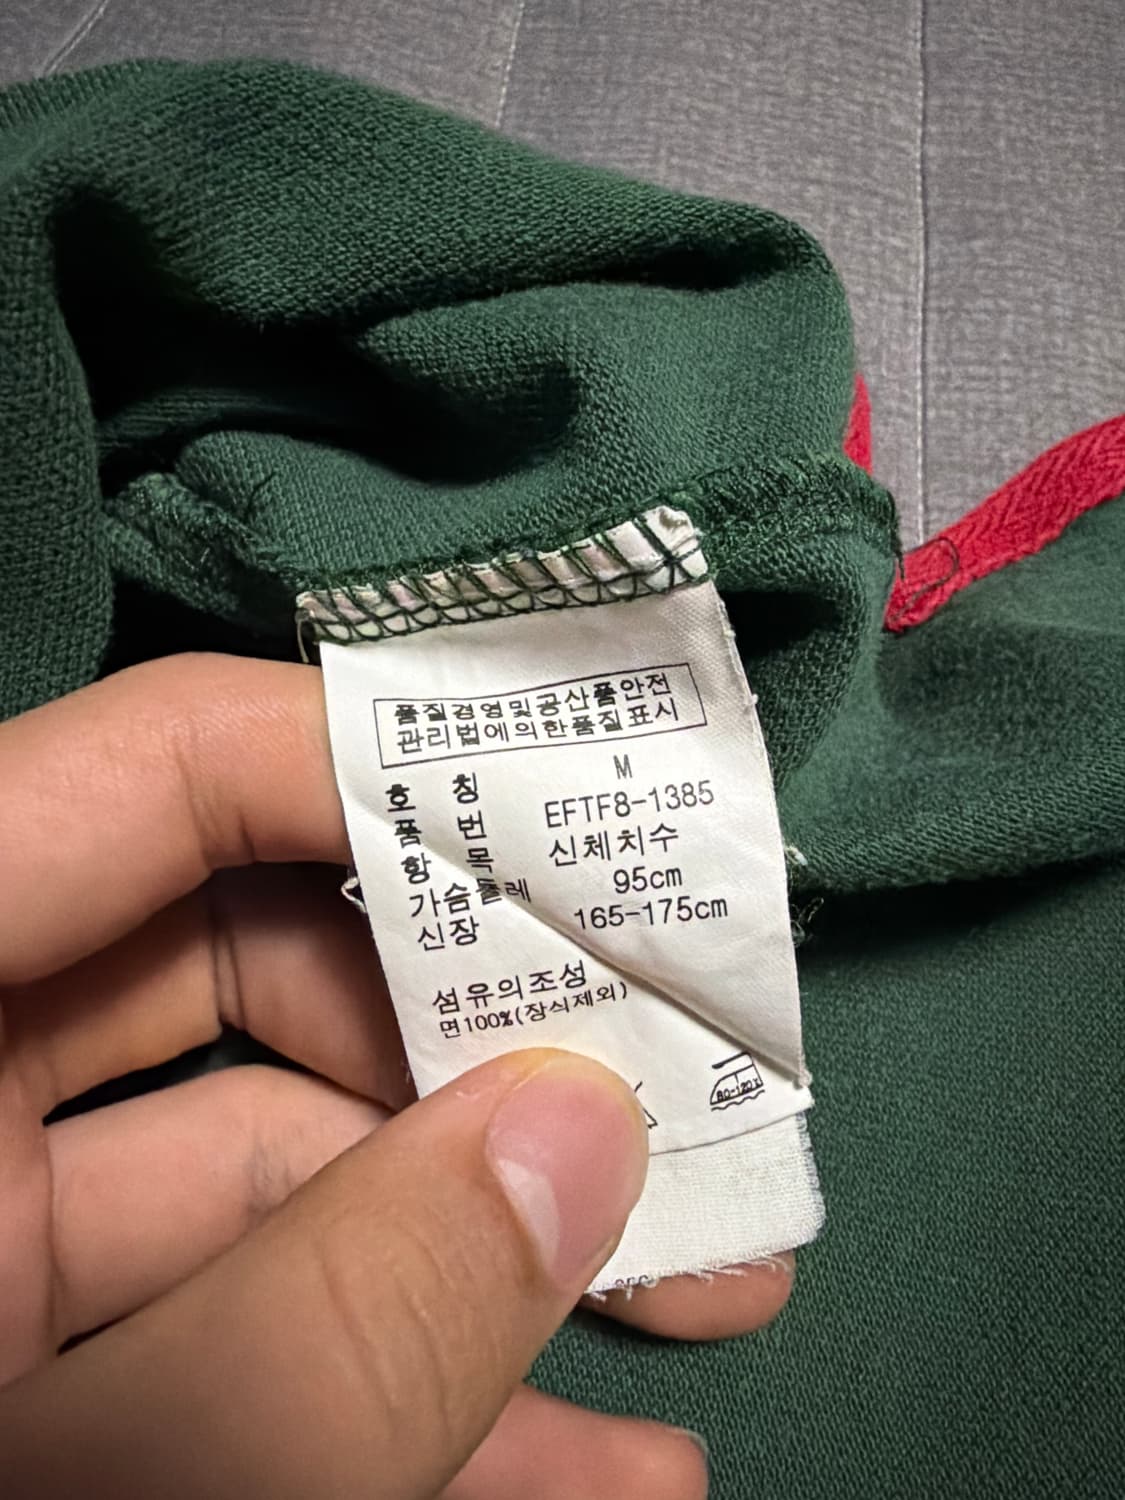 품질경영및공산품안전
관리법에의한품질표시
호 칭 M
품 번 EFTF8-1385
항 목 신체치수
가슴둘레 95cm
신장 165-175cm
섬유의조성
면100%(장식제외)
80-120℃